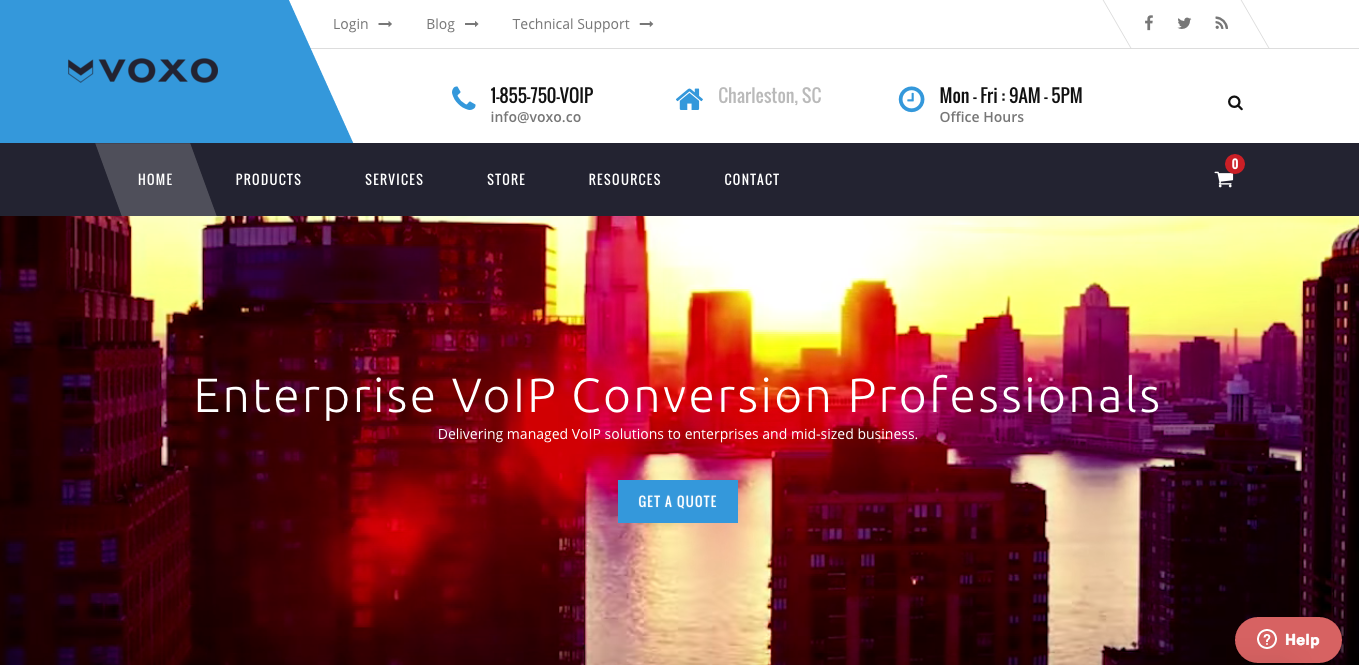 Login
Blog
Technical Support
VOXO
1-855-750-VOIP
info@voxo.co
Charleston, SC
Mon - Fri : 9AM - 5PM
Office Hours
HOME
PRODUCTS
SERVICES
STORE
RESOURCES
CONTACT
0
Enterprise VoIP Conversion Professionals
Delivering managed VoIP solutions to enterprises and mid-sized business.
GET A QUOTE
Help